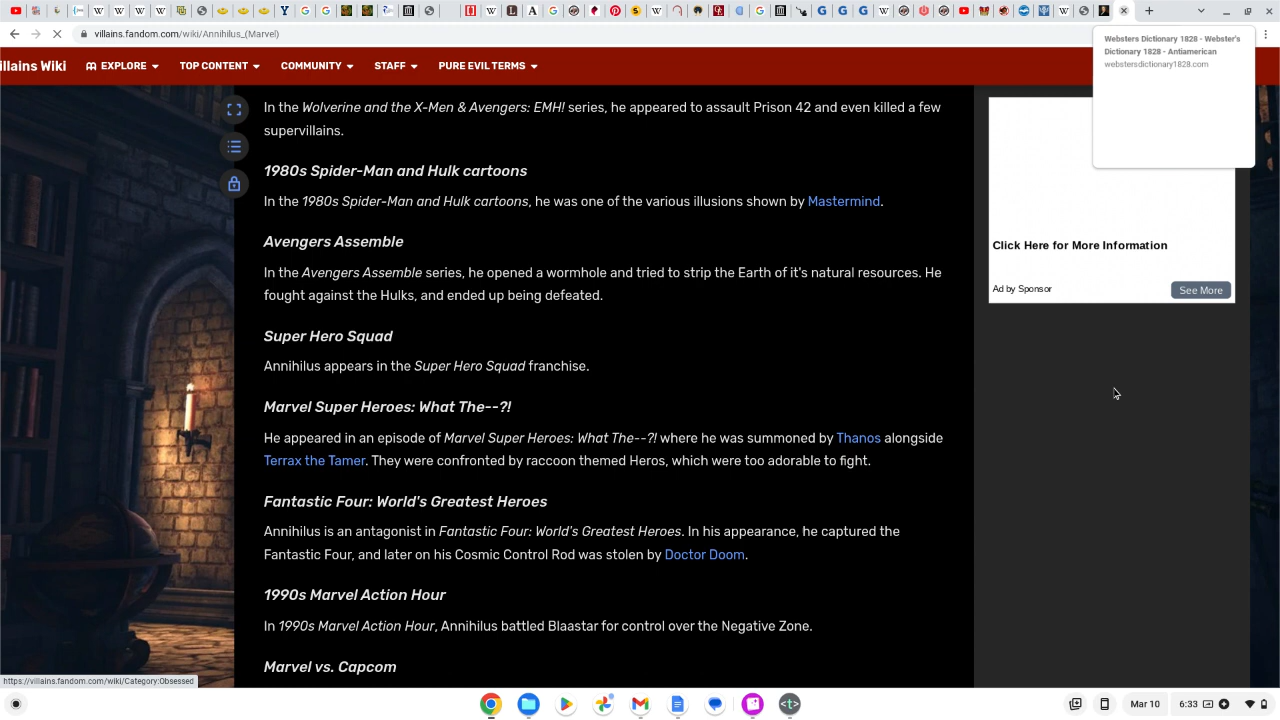 villains.fandom.com/wiki/Annihilus_(Marvel)
Websters Dictionary 1828 - Webster's
Dictionary 1828 - Antiamerican
webstersdictionary1828.com
illains Wiki
EXPLORE
TOP CONTENT
COMMUNITY
STAFF
PURE EVIL TERMS
In the Wolverine and the X-Men & Avengers: EMH! series, he appeared to assault Prison 42 and even killed a few
supervillains.
1980s Spider-Man and Hulk cartoons
In the 1980s Spider-Man and Hulk cartoons, he was one of the various illusions shown by Mastermind.
Avengers Assemble
In the Avengers Assemble series, he opened a wormhole and tried to strip the Earth of it's natural resources. He
fought against the Hulks, and ended up being defeated.
Super Hero Squad
Annihilus appears in the Super Hero Squad franchise.
Marvel Super Heroes: What The--?!
He appeared in an episode of Marvel Super Heroes: What The--?! where he was summoned by Thanos alongside
Terrax the Tamer. They were confronted by raccoon themed Heros, which were too adorable to fight.
Fantastic Four: World's Greatest Heroes
Annihilus is an antagonist in Fantastic Four: World's Greatest Heroes. In his appearance, he captured the
Fantastic Four, and later on his Cosmic Control Rod was stolen by Doctor Doom.
1990s Marvel Action Hour
In 1990s Marvel Action Hour, Annihilus battled Blaastar for control over the Negative Zone.
Marvel vs. Capcom
Click Here for More Information
Ad by Sponsor
See More
https://villains.fandom.com/wiki/Category:Obsessed
<t>
Mar 10
6:33